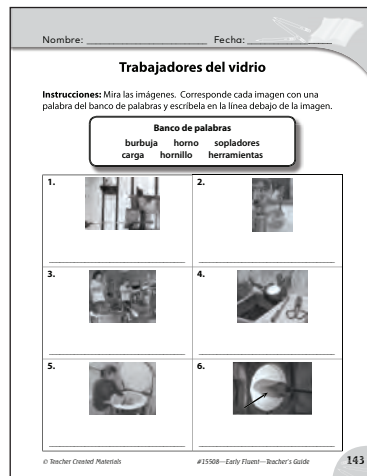 Nombre: ______________________ Fecha: ________________
Trabajadores del vidrio
Instrucciones: Mira las imágenes. Corresponde cada imagen con una
palabra del banco de palabras y escríbela en la línea debajo de la imagen.
Banco de palabras
burbuja horno sopladores
carga hornillo herramientas
1. 2.
3. 4.
5. 6.
© Teacher Created Materials #15508—Early Fluent—Teacher's Guide 143